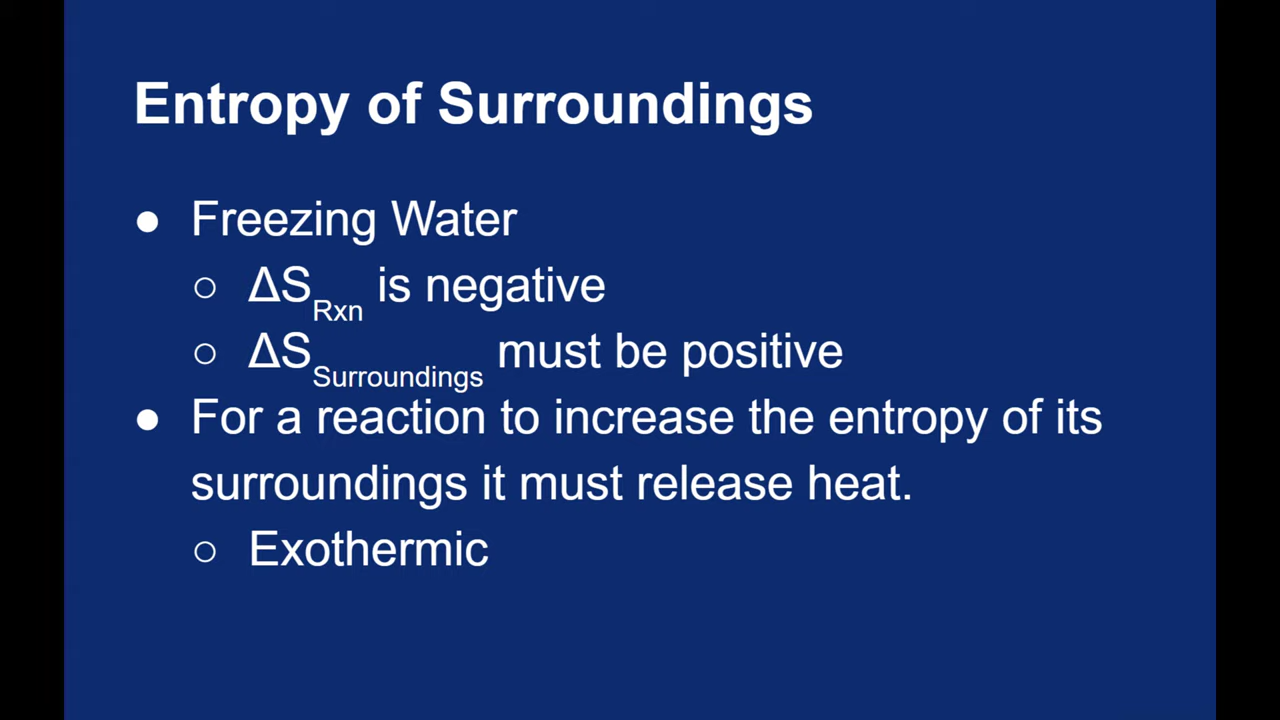 Entropy of Surroundings
● Freezing Water
○ ΔS_Rxn is negative
○ ΔS_Surroundings must be positive
● For a reaction to increase the entropy of its
surroundings it must release heat.
○ Exothermic